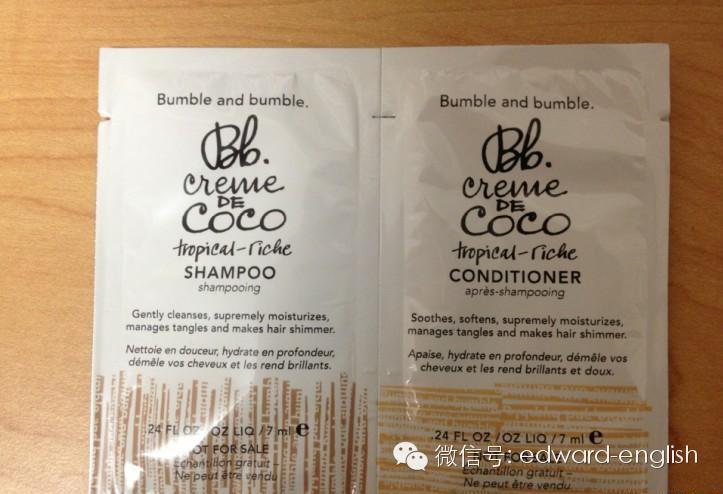 Bumble and bumble.
Bb.
creme
DE
COCO
tropical-riche
SHAMPOO
shampooing
Gently cleanses, supremely moisturizes,
manages tangles and makes hair shimmer.
Nettoie en douceur, hydrate en profondeur,
démêle vos cheveux et les rend brillants.
.24 FL OZ/OZ LIQ/7 ml e
NOT FOR SALE
Échantillon gratuit –
Ne peut être vendu
Bumble and bumble.
Bb.
creme
DE
COCO
tropical-riche
CONDITIONER
après-shampooing
Soothes, softens, supremely moisturizes,
manages tangles and makes hair shimmer.
Apaise, hydrate en profondeur, démêle vos
cheveux et les rend brillants et doux.
.24 FL OZ/OZ LIQ/7 ml e
Échantillon gratuit –
Ne peut être vendu
微信号: edward-english